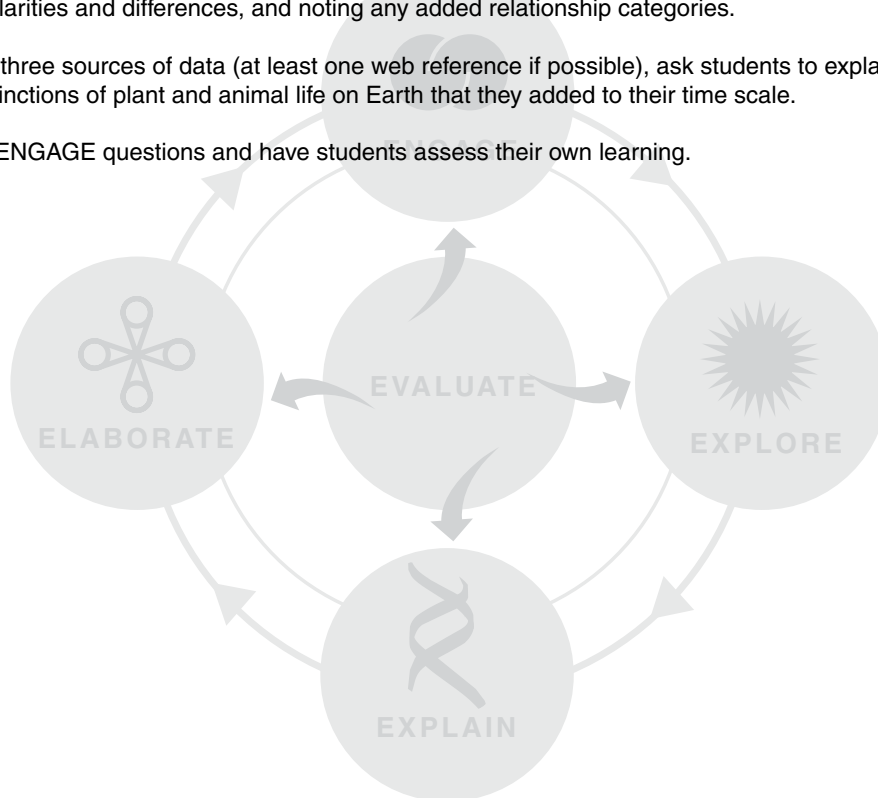 larities and differences, and noting any added relationship categories.
three sources of data (at least one web reference if possible), ask students to expla
inctions of plant and animal life on Earth that they added to their time scale.
ENGAGE questions and have students assess their own learning.
ENGAGE
EVALUATE
ELABORATE
EXPLORE
EXPLAIN